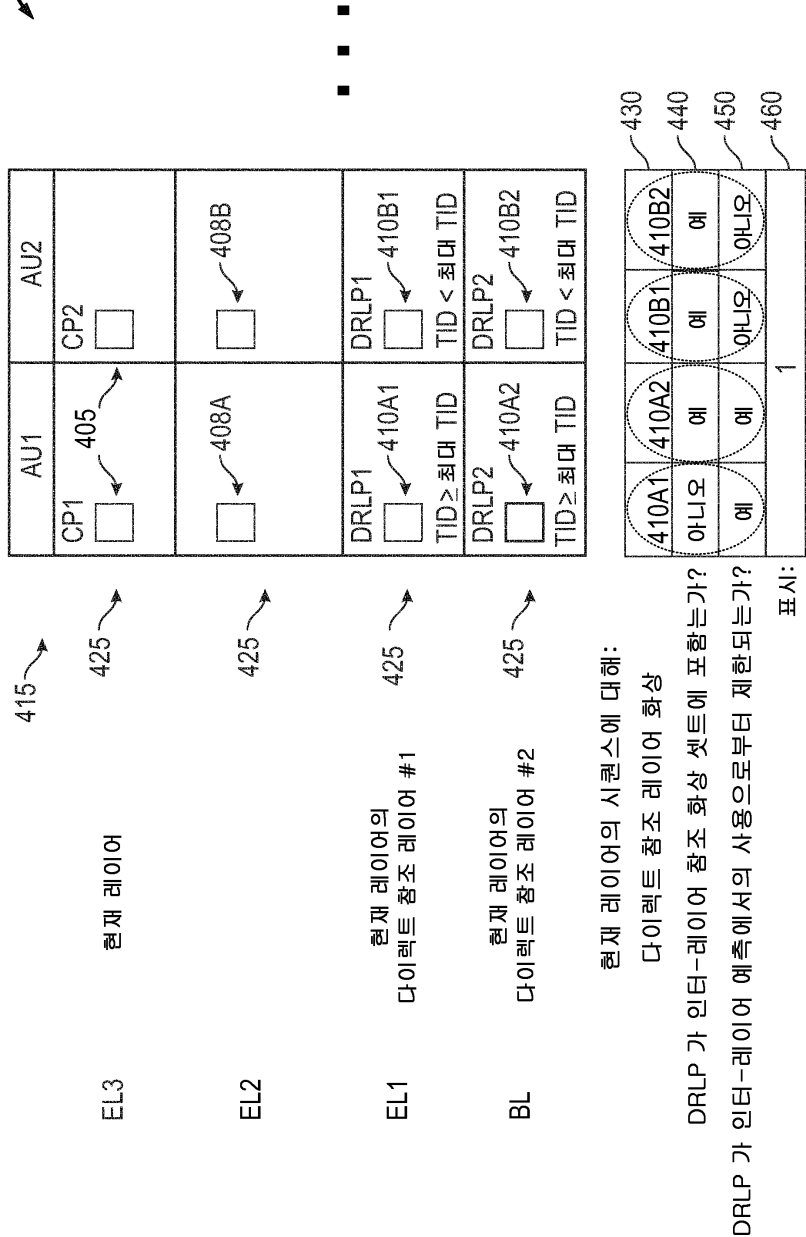 415
AU1
AU2
EL3
현재 레이어
425
CP1
405
CP2
EL2
425
408A
408B
EL1
현재 레이어의
다이렉트 참조 레이어 #1
425
DRLP1
410A1
TID≥최대 TID
DRLP1
410B1
TID < 최대 TID
BL
현재 레이어의
다이렉트 참조 레이어 #2
425
DRLP2
410A2
TID≥최대 TID
DRLP2
410B2
TID < 최대 TID
현재 레이어의 시퀀스에 대해:
다이렉트 참조 레이어 화상
410A1 410A2 410B1 410B2
430
DRLP 가 인터-레이어 참조 화상 셋트에 포함는가?
아니오 예 예 예
440
DRLP 가 인터-레이어 예측에서의 사용으로부터 제한되는가?
예 예 아니오 아니오
450
표시:
1
460